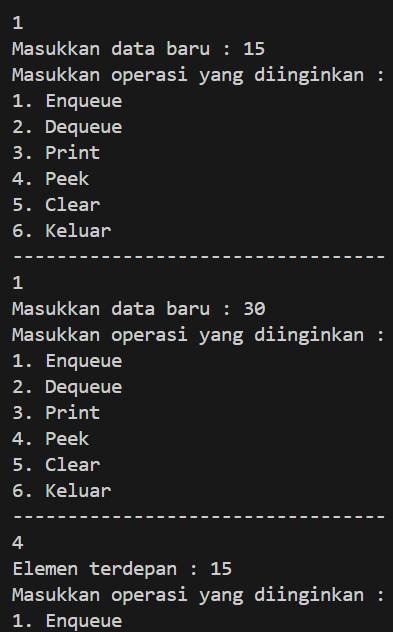 1
Masukkan data baru : 15
Masukkan operasi yang diinginkan :
1. Enqueue
2. Dequeue
3. Print
4. Peek
5. Clear
6. Keluar
----------------------------------
1
Masukkan data baru : 30
Masukkan operasi yang diinginkan :
1. Enqueue
2. Dequeue
3. Print
4. Peek
5. Clear
6. Keluar
----------------------------------
4
Elemen terdepan : 15
Masukkan operasi yang diinginkan :
1. Enqueue